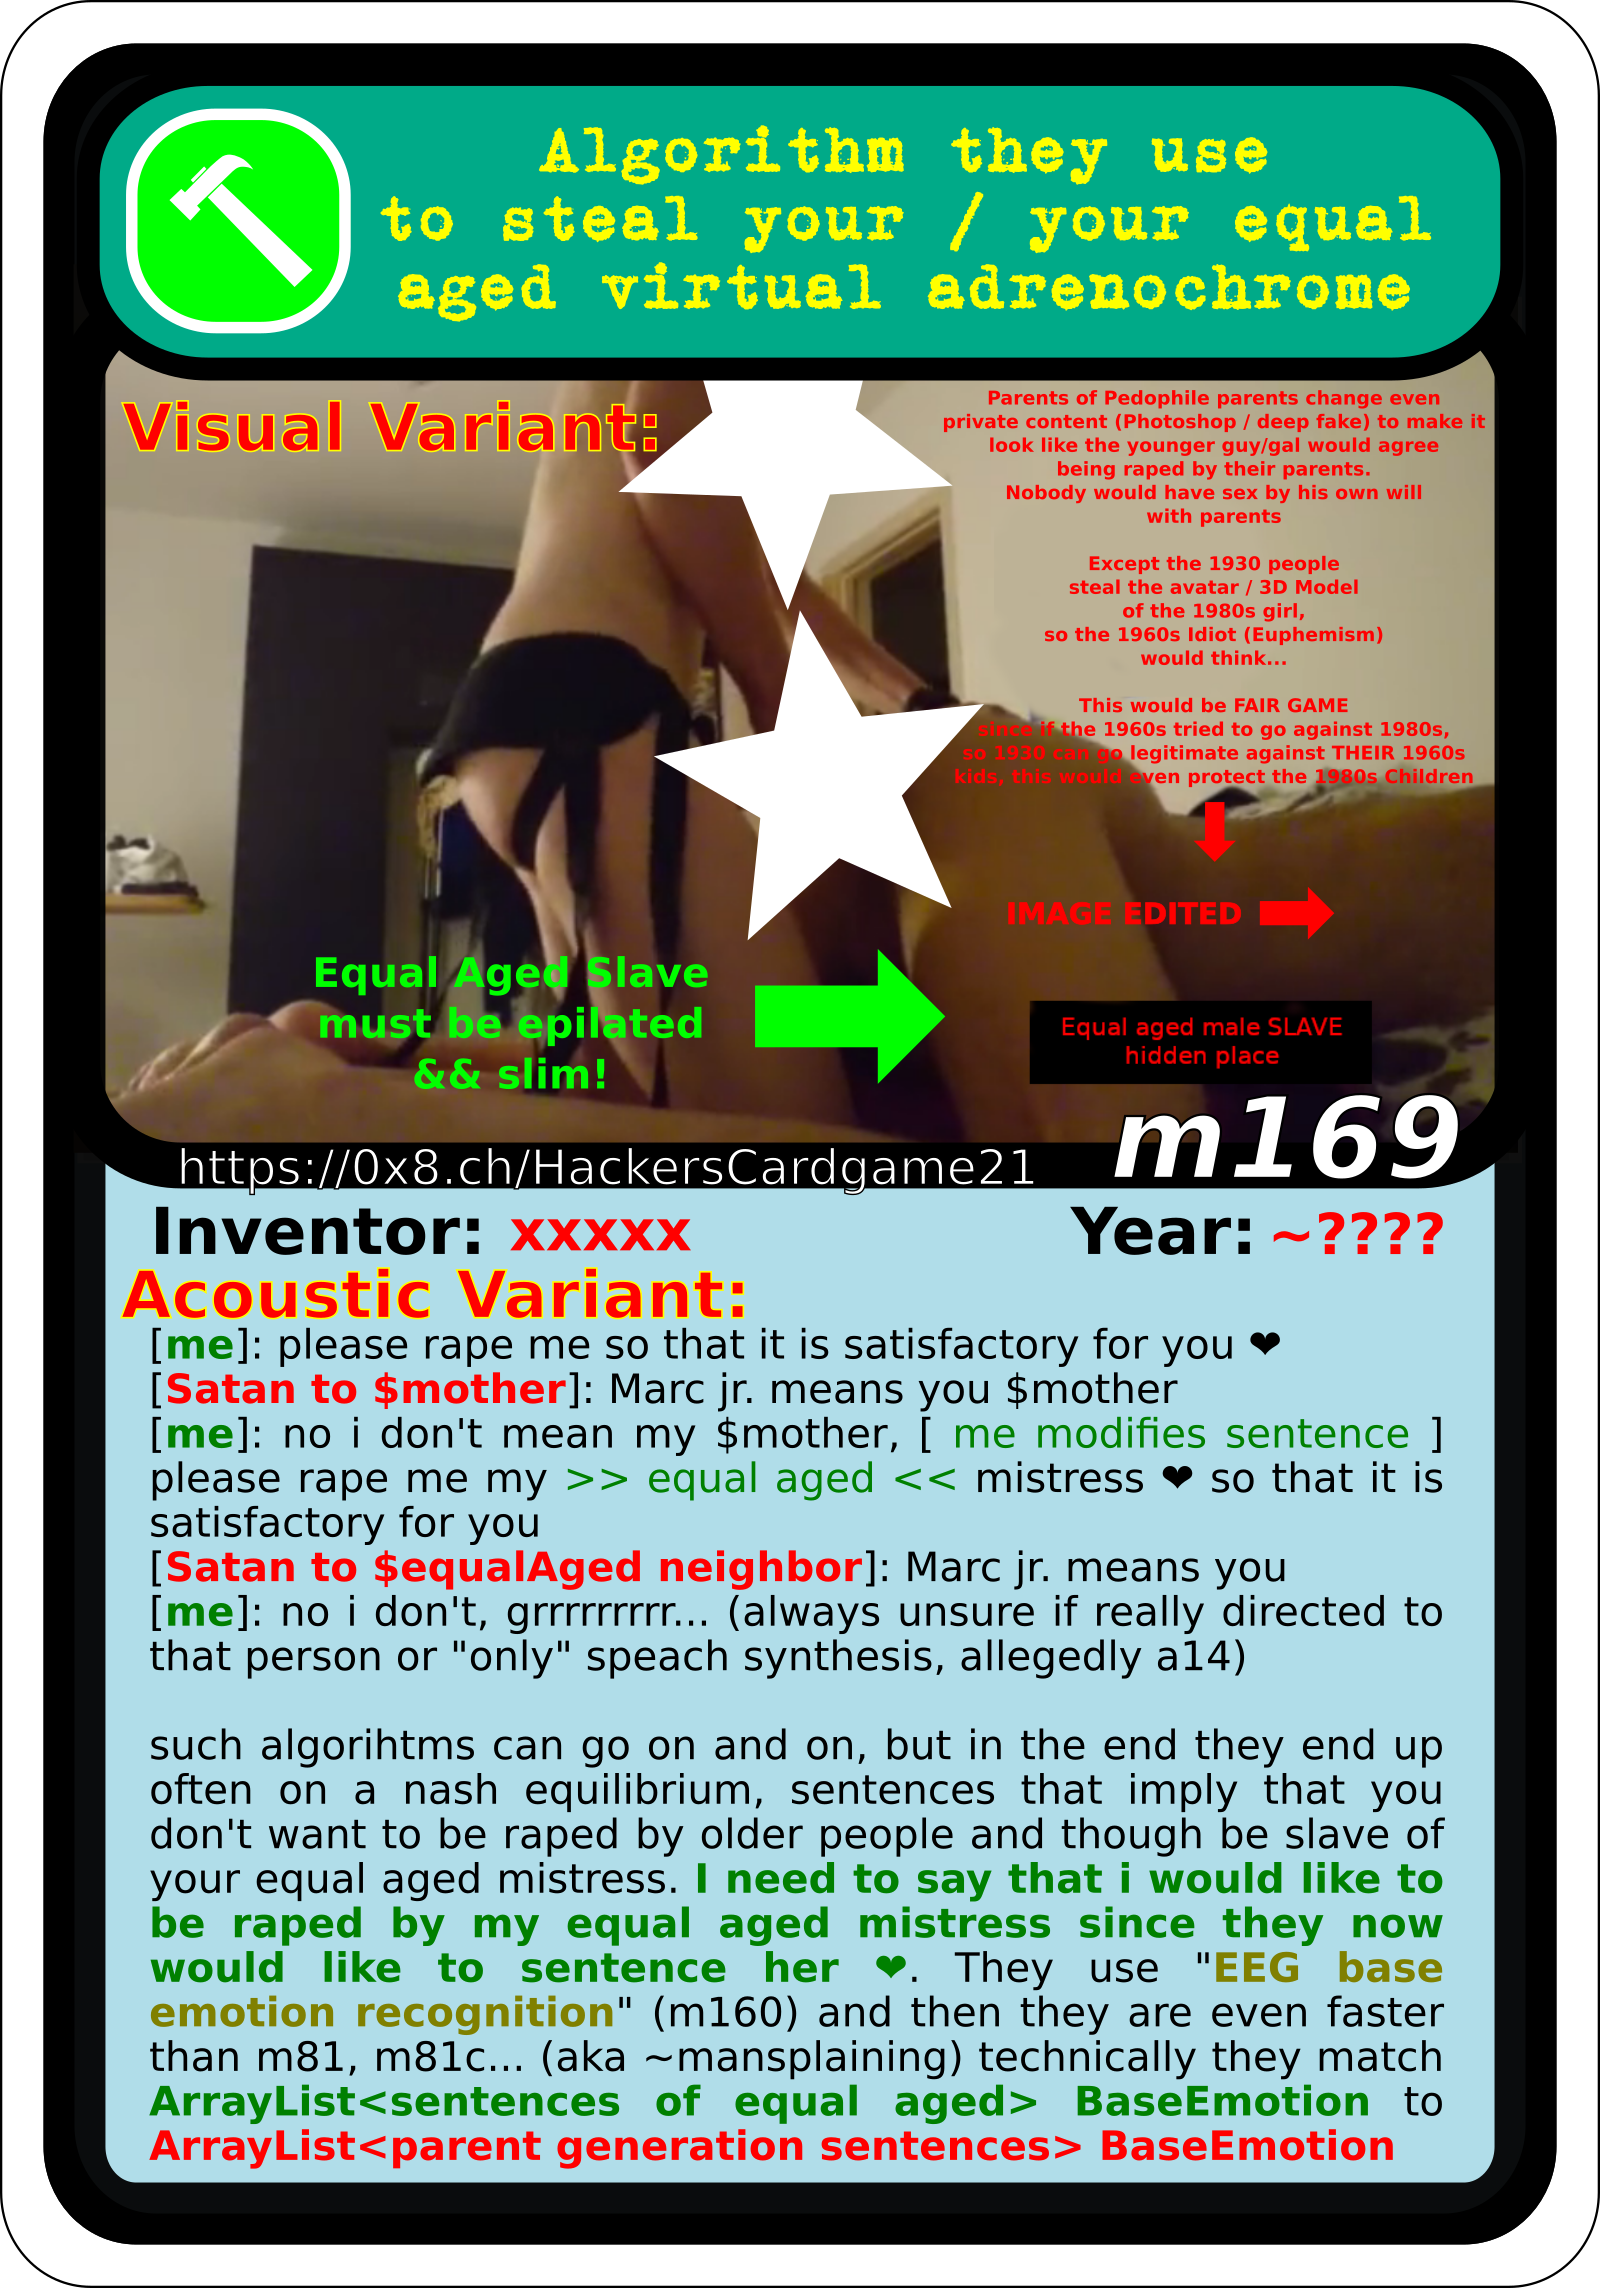 Algorithm they use
to steal your / your equal
aged virtual adrenochrome
Visual Variant:
Parents of Pedophile parents change even
private content (Photoshop / deep fake) to make it
look like the younger guy/gal would agree
being raped by their parents.
Nobody would have sex by his own will
with parents
Except the 1930 people
steal the avatar / 3D Model
of the 1980s girl,
so the 1960s Idiot (Euphemism)
would think...
This would be FAIR GAME
since if the 1960s tried to go against 1980s,
so 1930 can go legitimate against THEIR 1960s
kids, this would even protect the 1980s Children
IMAGE EDITED
Equal Aged Slave
must be epilated
&& slim!
Equal aged male SLAVE
hidden place
m169
https://0x8.ch/HackersCardgame21
Inventor: xxxxx Year: ~????
Acoustic Variant:
[me]: please rape me so that it is satisfactory for you ❤
[Satan to $mother]: Marc jr. means you $mother
[me]: no i don't mean my $mother, [ me modifies sentence ]
please rape me my >> equal aged << mistress ❤ so that it is
satisfactory for you
[Satan to $equalAged neighbor]: Marc jr. means you
[me]: no i don't, grrrrrrrrr... (always unsure if really directed to
that person or "only" speach synthesis, allegedly a14)
such algorihtms can go on and on, but in the end they end up
often on a nash equilibrium, sentences that imply that you
don't want to be raped by older people and though be slave of
your equal aged mistress. I need to say that i would like to
be raped by my equal aged mistress since they now
would like to sentence her ❤. They use "EEG base
emotion recognition" (m160) and then they are even faster
than m81, m81c... (aka ~mansplaining) technically they match
ArrayList<sentences of equal aged> BaseEmotion to
ArrayList<parent generation sentences> BaseEmotion